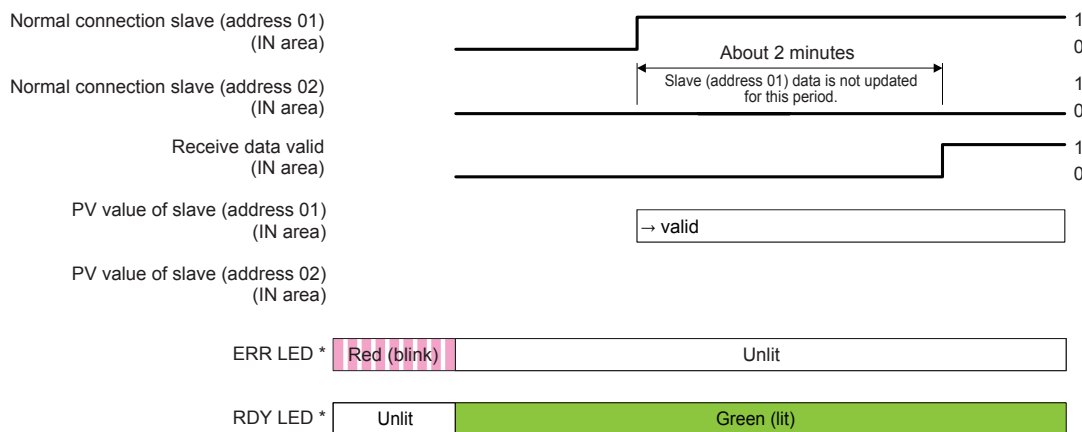 Normal connection slave (address 01)
(IN area)
1
0
About 2 minutes
Slave (address 01) data is not updated
for this period.
Normal connection slave (address 02)
(IN area)
1
0
Receive data valid
(IN area)
1
0
PV value of slave (address 01)
(IN area)
→ valid
PV value of slave (address 02)
(IN area)
ERR LED * Red (blink) Unlit
RDY LED * Unlit Green (lit)